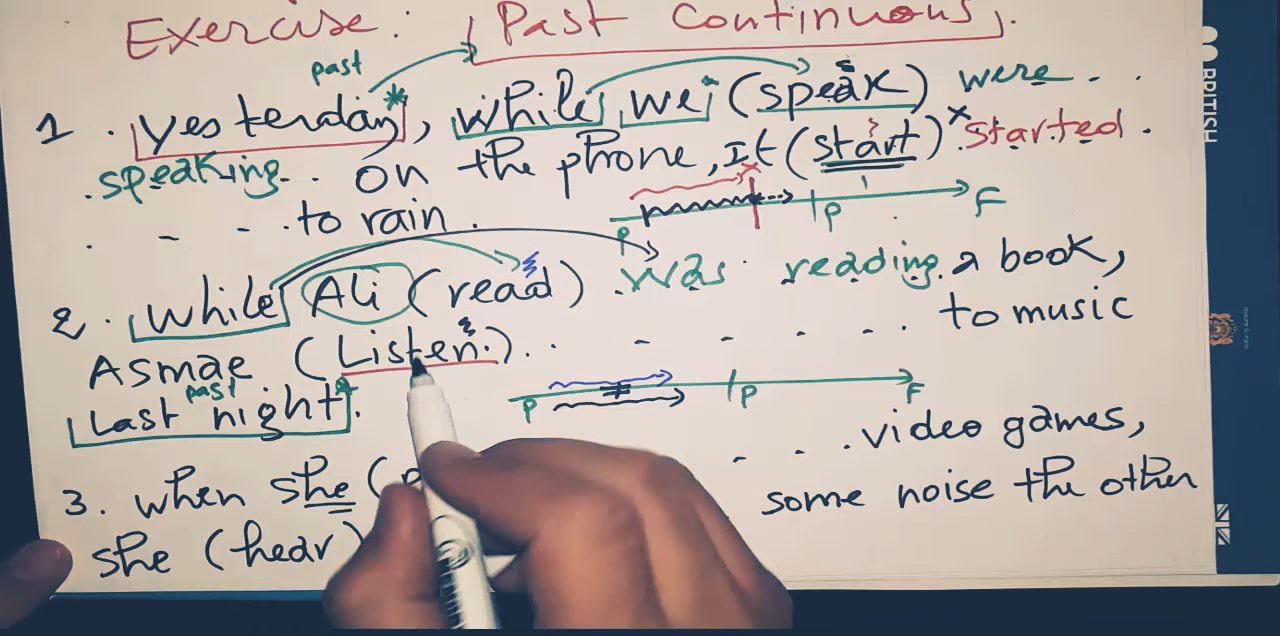 Exercise : Past Continuous.
past
1. yesterday, while we (speak) were
speaking on the phone, It (start) started.
to rain.
P P F
2. while Ali (read) was reading a book,
Asmae (Listen) to music
past
Last night.
P P F
3. when she video games,
she (hear) some noise the other
BRITISH